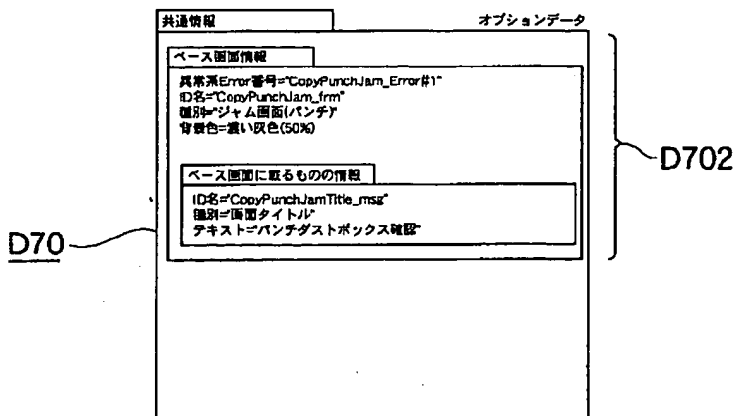 共通情報
オプションデータ
ベース画面情報
異常系Error番号="CopyPunchJam_Error#1"
ID名="CopyPunchJam_frm"
種別="ジャム画面(パンチ)"
背景色=濃い灰色(50%)
D702
ベース画面に載るものの情報
ID名="CopyPunchJamTitle_msg"
種別="画面タイトル"
テキスト="パンチダストボックス確認"
D70